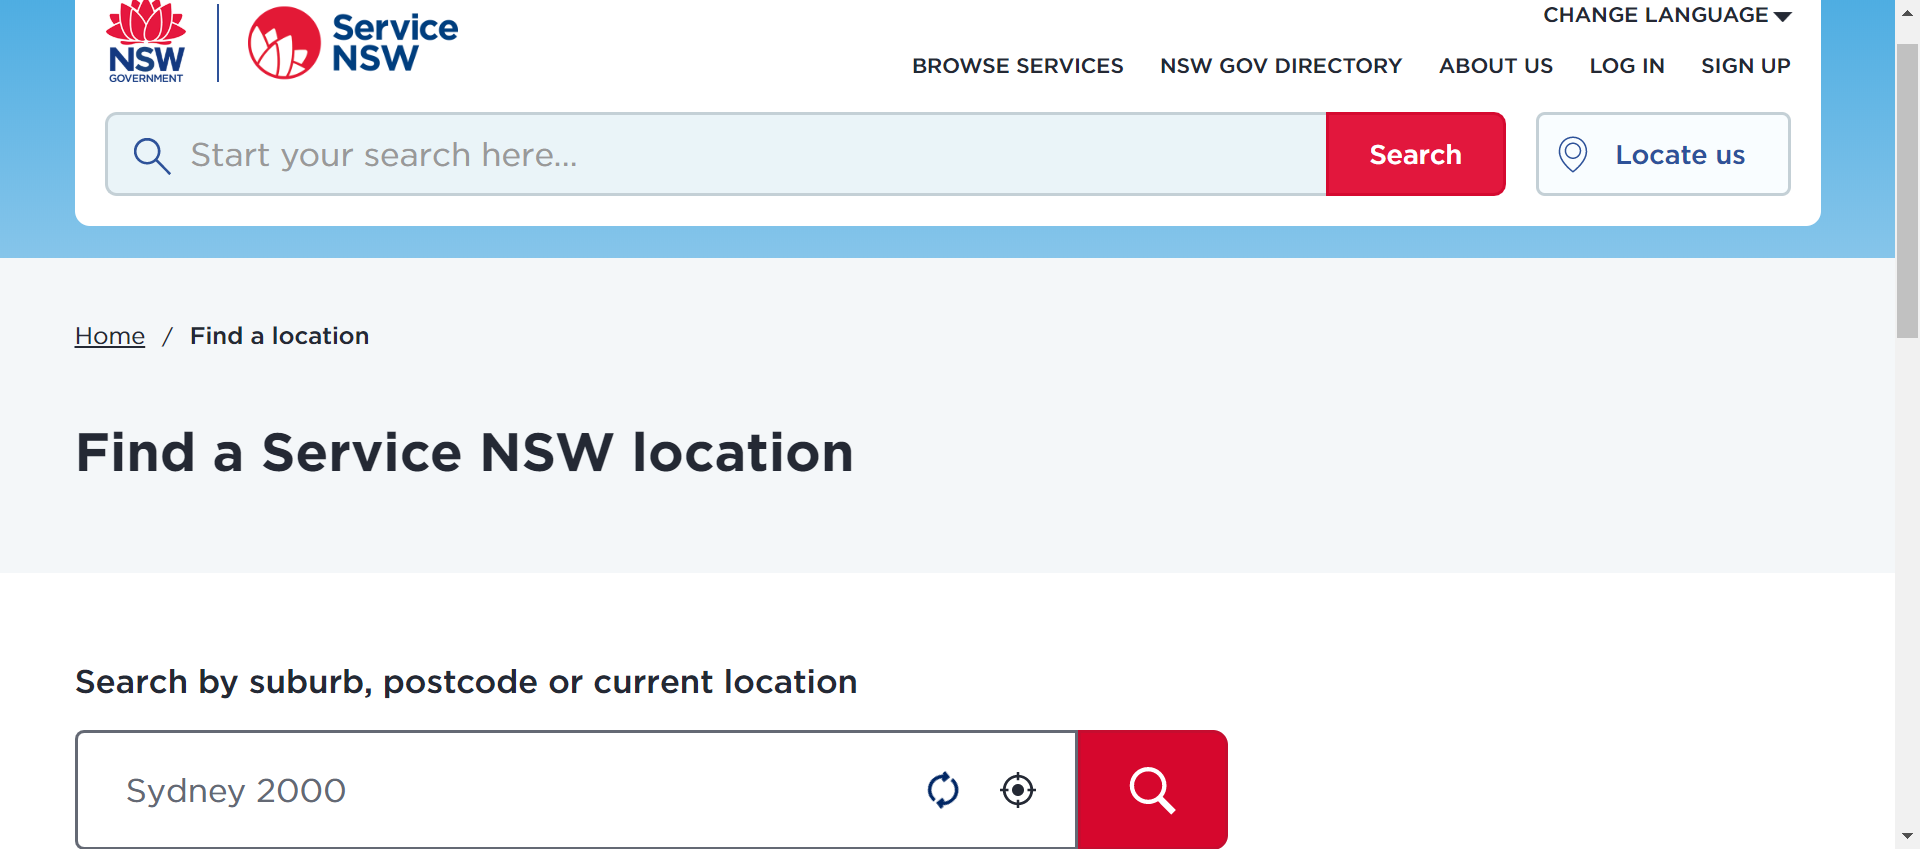 NSW
GOVERNMENT
Service
NSW
CHANGE LANGUAGE
BROWSE SERVICES NSW GOV DIRECTORY ABOUT US LOG IN SIGN UP
Start your search here... Search Locate us
Home / Find a location
Find a Service NSW location
Search by suburb, postcode or current location
Sydney 2000